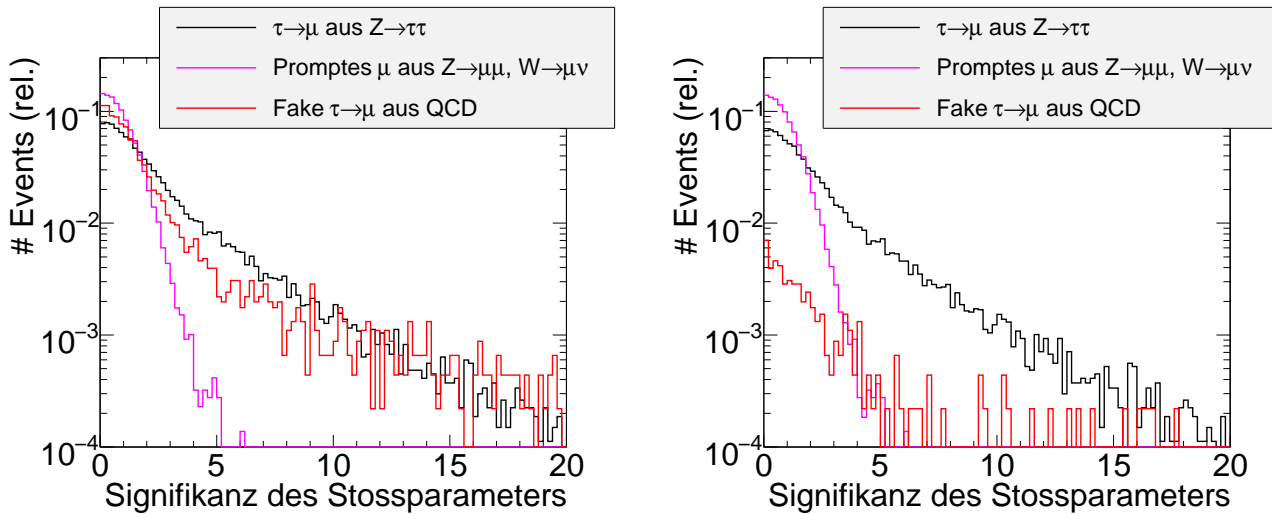 τ→μ aus Z→ττ
Promptes μ aus Z→μμ, W→μν
Fake τ→μ aus QCD
# Events (rel.)
10⁻¹
10⁻²
10⁻³
10⁻⁴
0 5 10 15 20
Signifikanz des Stossparameters
τ→μ aus Z→ττ
Promptes μ aus Z→μμ, W→μν
Fake τ→μ aus QCD
# Events (rel.)
10⁻¹
10⁻²
10⁻³
10⁻⁴
0 5 10 15 20
Signifikanz des Stossparameters